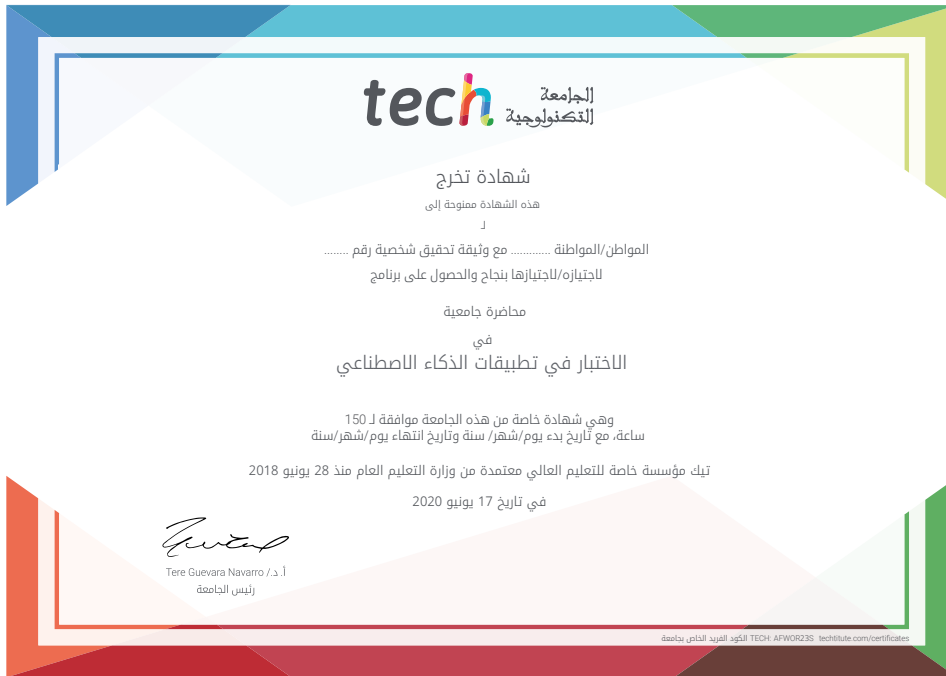 tech الجامعة
التكنولوجية
شهادة تخرج
هذه الشهادة ممنوحة إلى
لـ
المواطن/المواطنة ............. مع وثيقة تحقيق شخصية رقم ........
لاجتيازه/لاجتيازها بنجاح والحصول على برنامج
محاضرة جامعية
في
الاختبار في تطبيقات الذكاء الاصطناعي
وهي شهادة خاصة من هذه الجامعة موافقة لـ 150
ساعة، مع تاريخ بدء يوم/شهر/ سنة وتاريخ انتهاء يوم/شهر/سنة
تيك مؤسسة خاصة للتعليم العالي معتمدة من وزارة التعليم العام منذ 28 يونيو 2018
في تاريخ 17 يونيو 2020
أ. د./ Tere Guevara Navarro
رئيس الجامعة
الكود الفريد الخاص بجامعة TECH: AFWOR23S techtitute.com/certificates